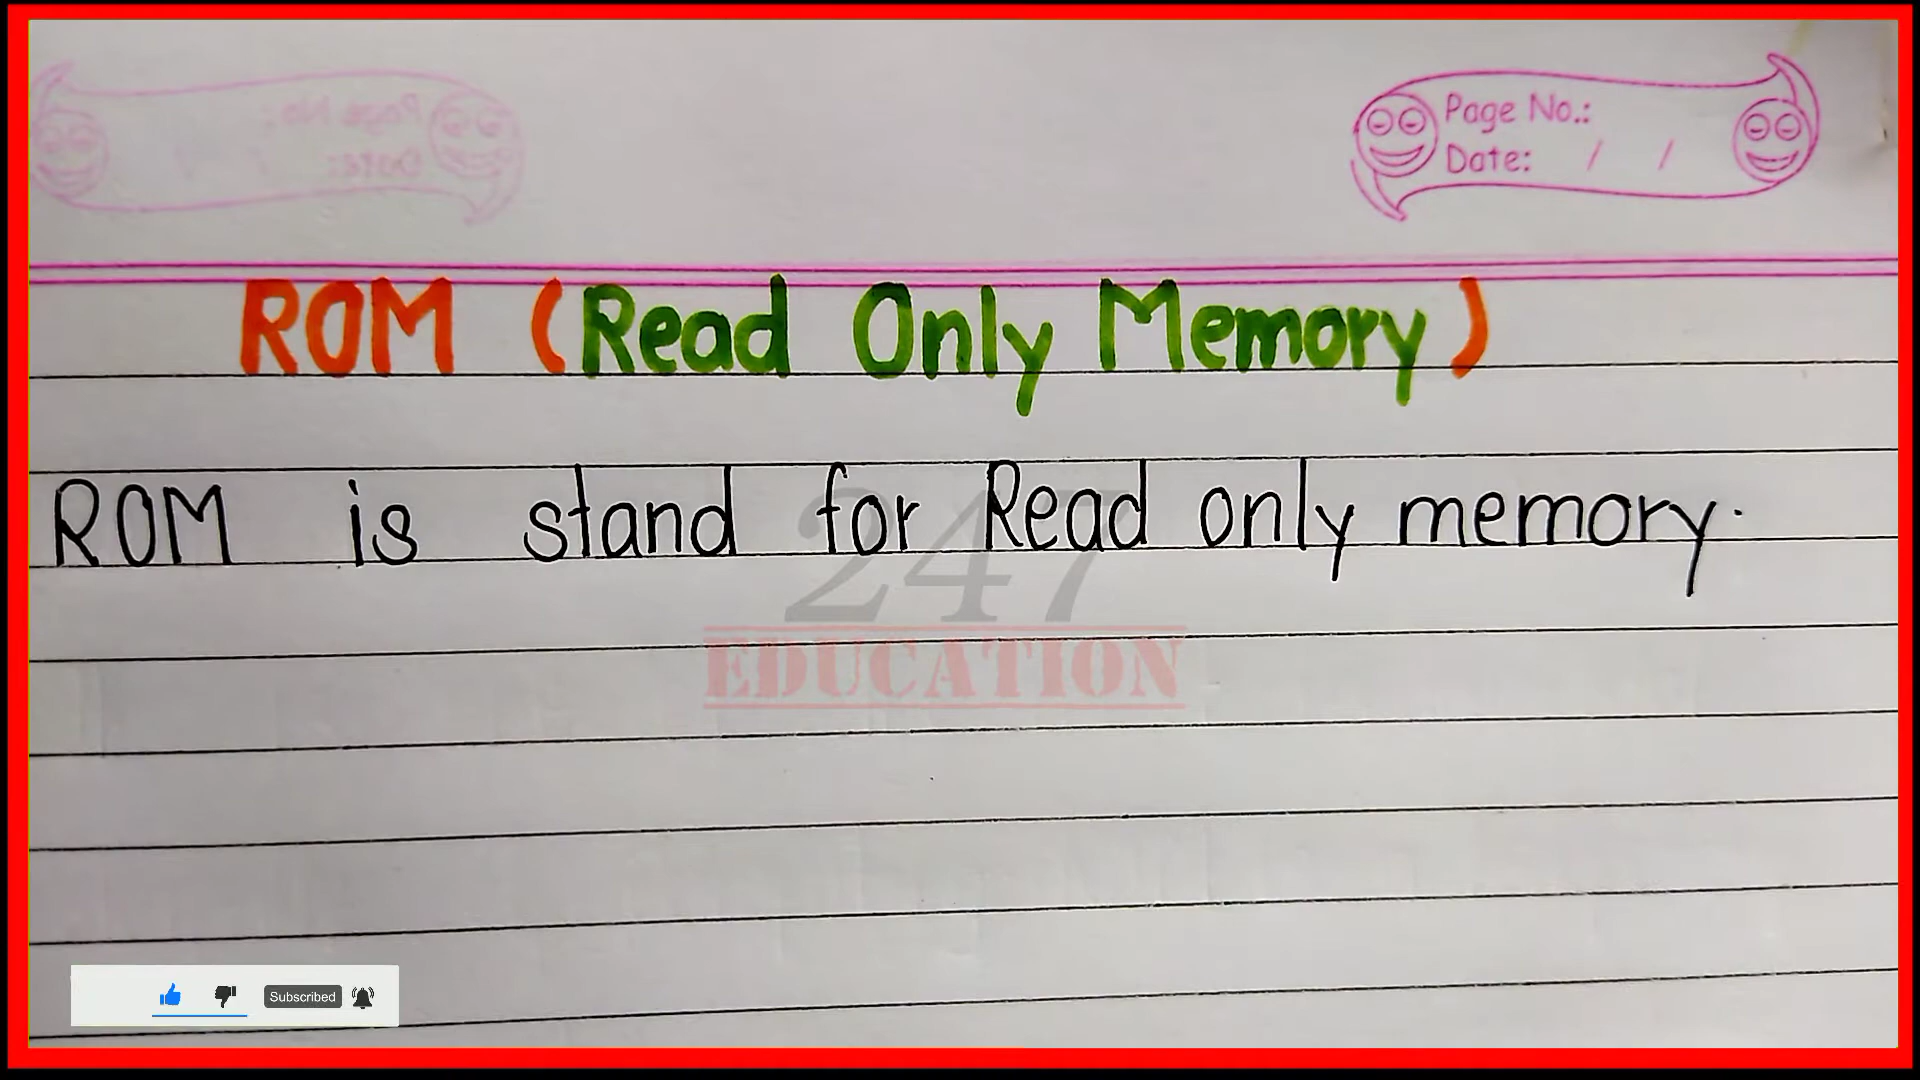 Page No.:
Date: / /
ROM (Read Only Memory)
ROM is stand for Read only memory.
247
EDUCATION
Subscribed